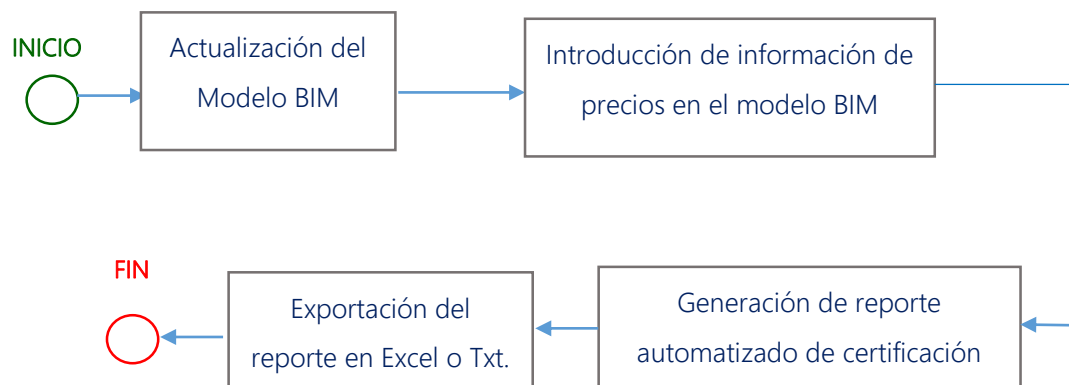 INICIO
Actualización del
Modelo BIM
Introducción de información de
precios en el modelo BIM
FIN
Exportación del
reporte en Excel o Txt.
Generación de reporte
automatizado de certificación